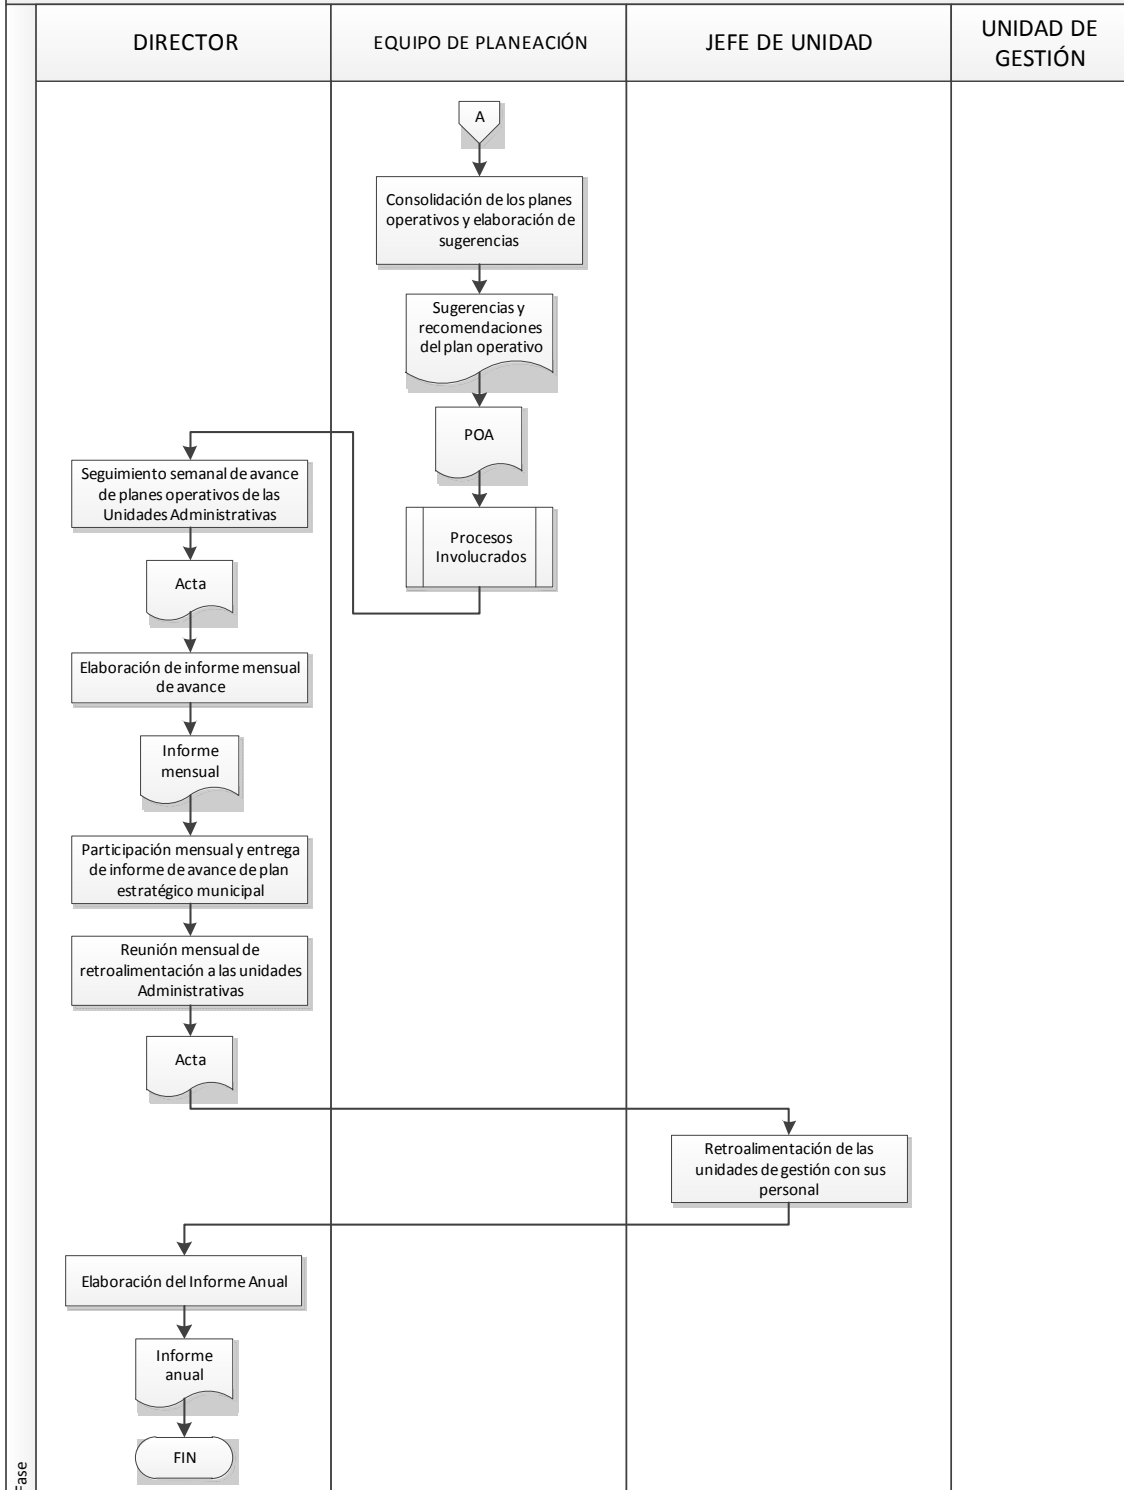 DIRECTOR
EQUIPO DE PLANEACIÓN
JEFE DE UNIDAD
UNIDAD DE
GESTIÓN
A
Consolidación de los planes
operativos y elaboración de
sugerencias
Sugerencias y
recomendaciones
del plan operativo
POA
Procesos
Involucrados
Seguimiento semanal de avance
de planes operativos de las
Unidades Administrativas
Acta
Elaboración de informe mensual
de avance
Informe
mensual
Participación mensual y entrega
de informe de avance de plan
estratégico municipal
Reunión mensual de
retroalimentación a las unidades
Administrativas
Acta
Retroalimentación de las
unidades de gestión con sus
personal
Elaboración del Informe Anual
Informe
anual
FIN
Fase